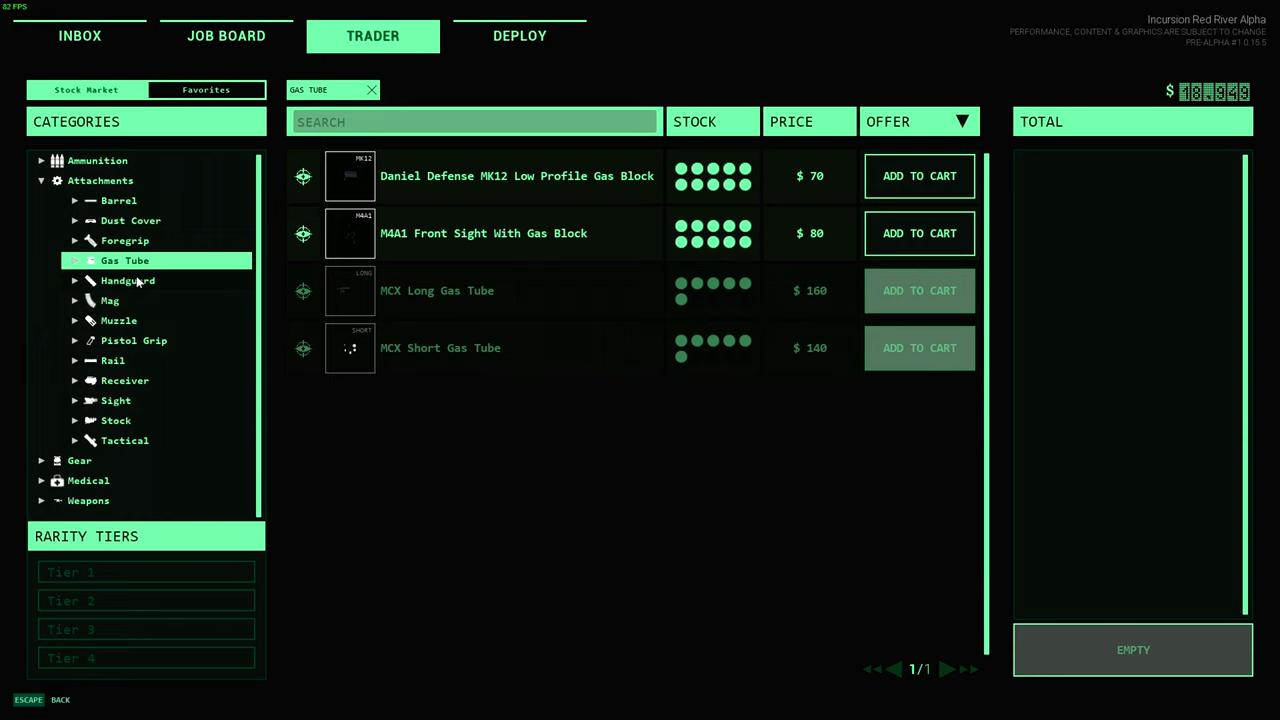 82 FPS
INBOX
JOB BOARD
TRADER
DEPLOY
Incursion Red River Alpha
PERFORMANCE, CONTENT & GRAPHICS ARE SUBJECT TO CHANGE
PRE-ALPHA #1.0.15.5
Stock Market
Favorites
GAS TUBE
$
CATEGORIES
SEARCH
STOCK
PRICE
OFFER
TOTAL
Ammunition
Attachments
Barrel
Dust Cover
Foregrip
Gas Tube
Handguard
Mag
Muzzle
Pistol Grip
Rail
Receiver
Sight
Stock
Tactical
Gear
Medical
Weapons
MK12
Daniel Defense MK12 Low Profile Gas Block
$ 70
ADD TO CART
M4A1
M4A1 Front Sight With Gas Block
$ 80
ADD TO CART
LONG
MCX Long Gas Tube
$ 160
ADD TO CART
SHORT
MCX Short Gas Tube
$ 140
ADD TO CART
RARITY TIERS
Tier 1
Tier 2
Tier 3
Tier 4
1/1
EMPTY
ESCAPE BACK